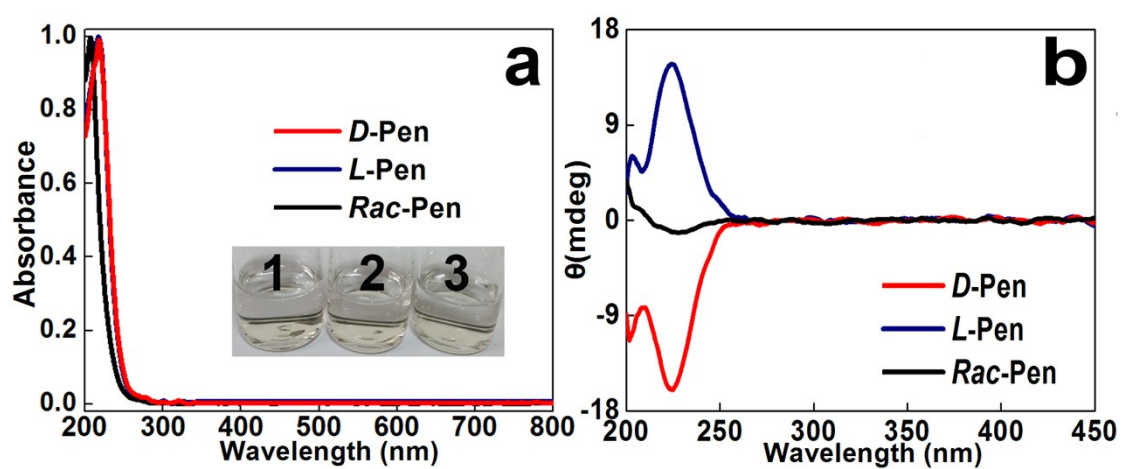 a
1.0
0.8
0.6
0.4
0.2
0.0
Absorbance
D-Pen
L-Pen
Rac-Pen
1 2 3
200 300 400 500 600 700 800
Wavelength (nm)
b
18
9
0
-9
-18
θ(mdeg)
D-Pen
L-Pen
Rac-Pen
200 250 300 350 400 450
Wavelength (nm)